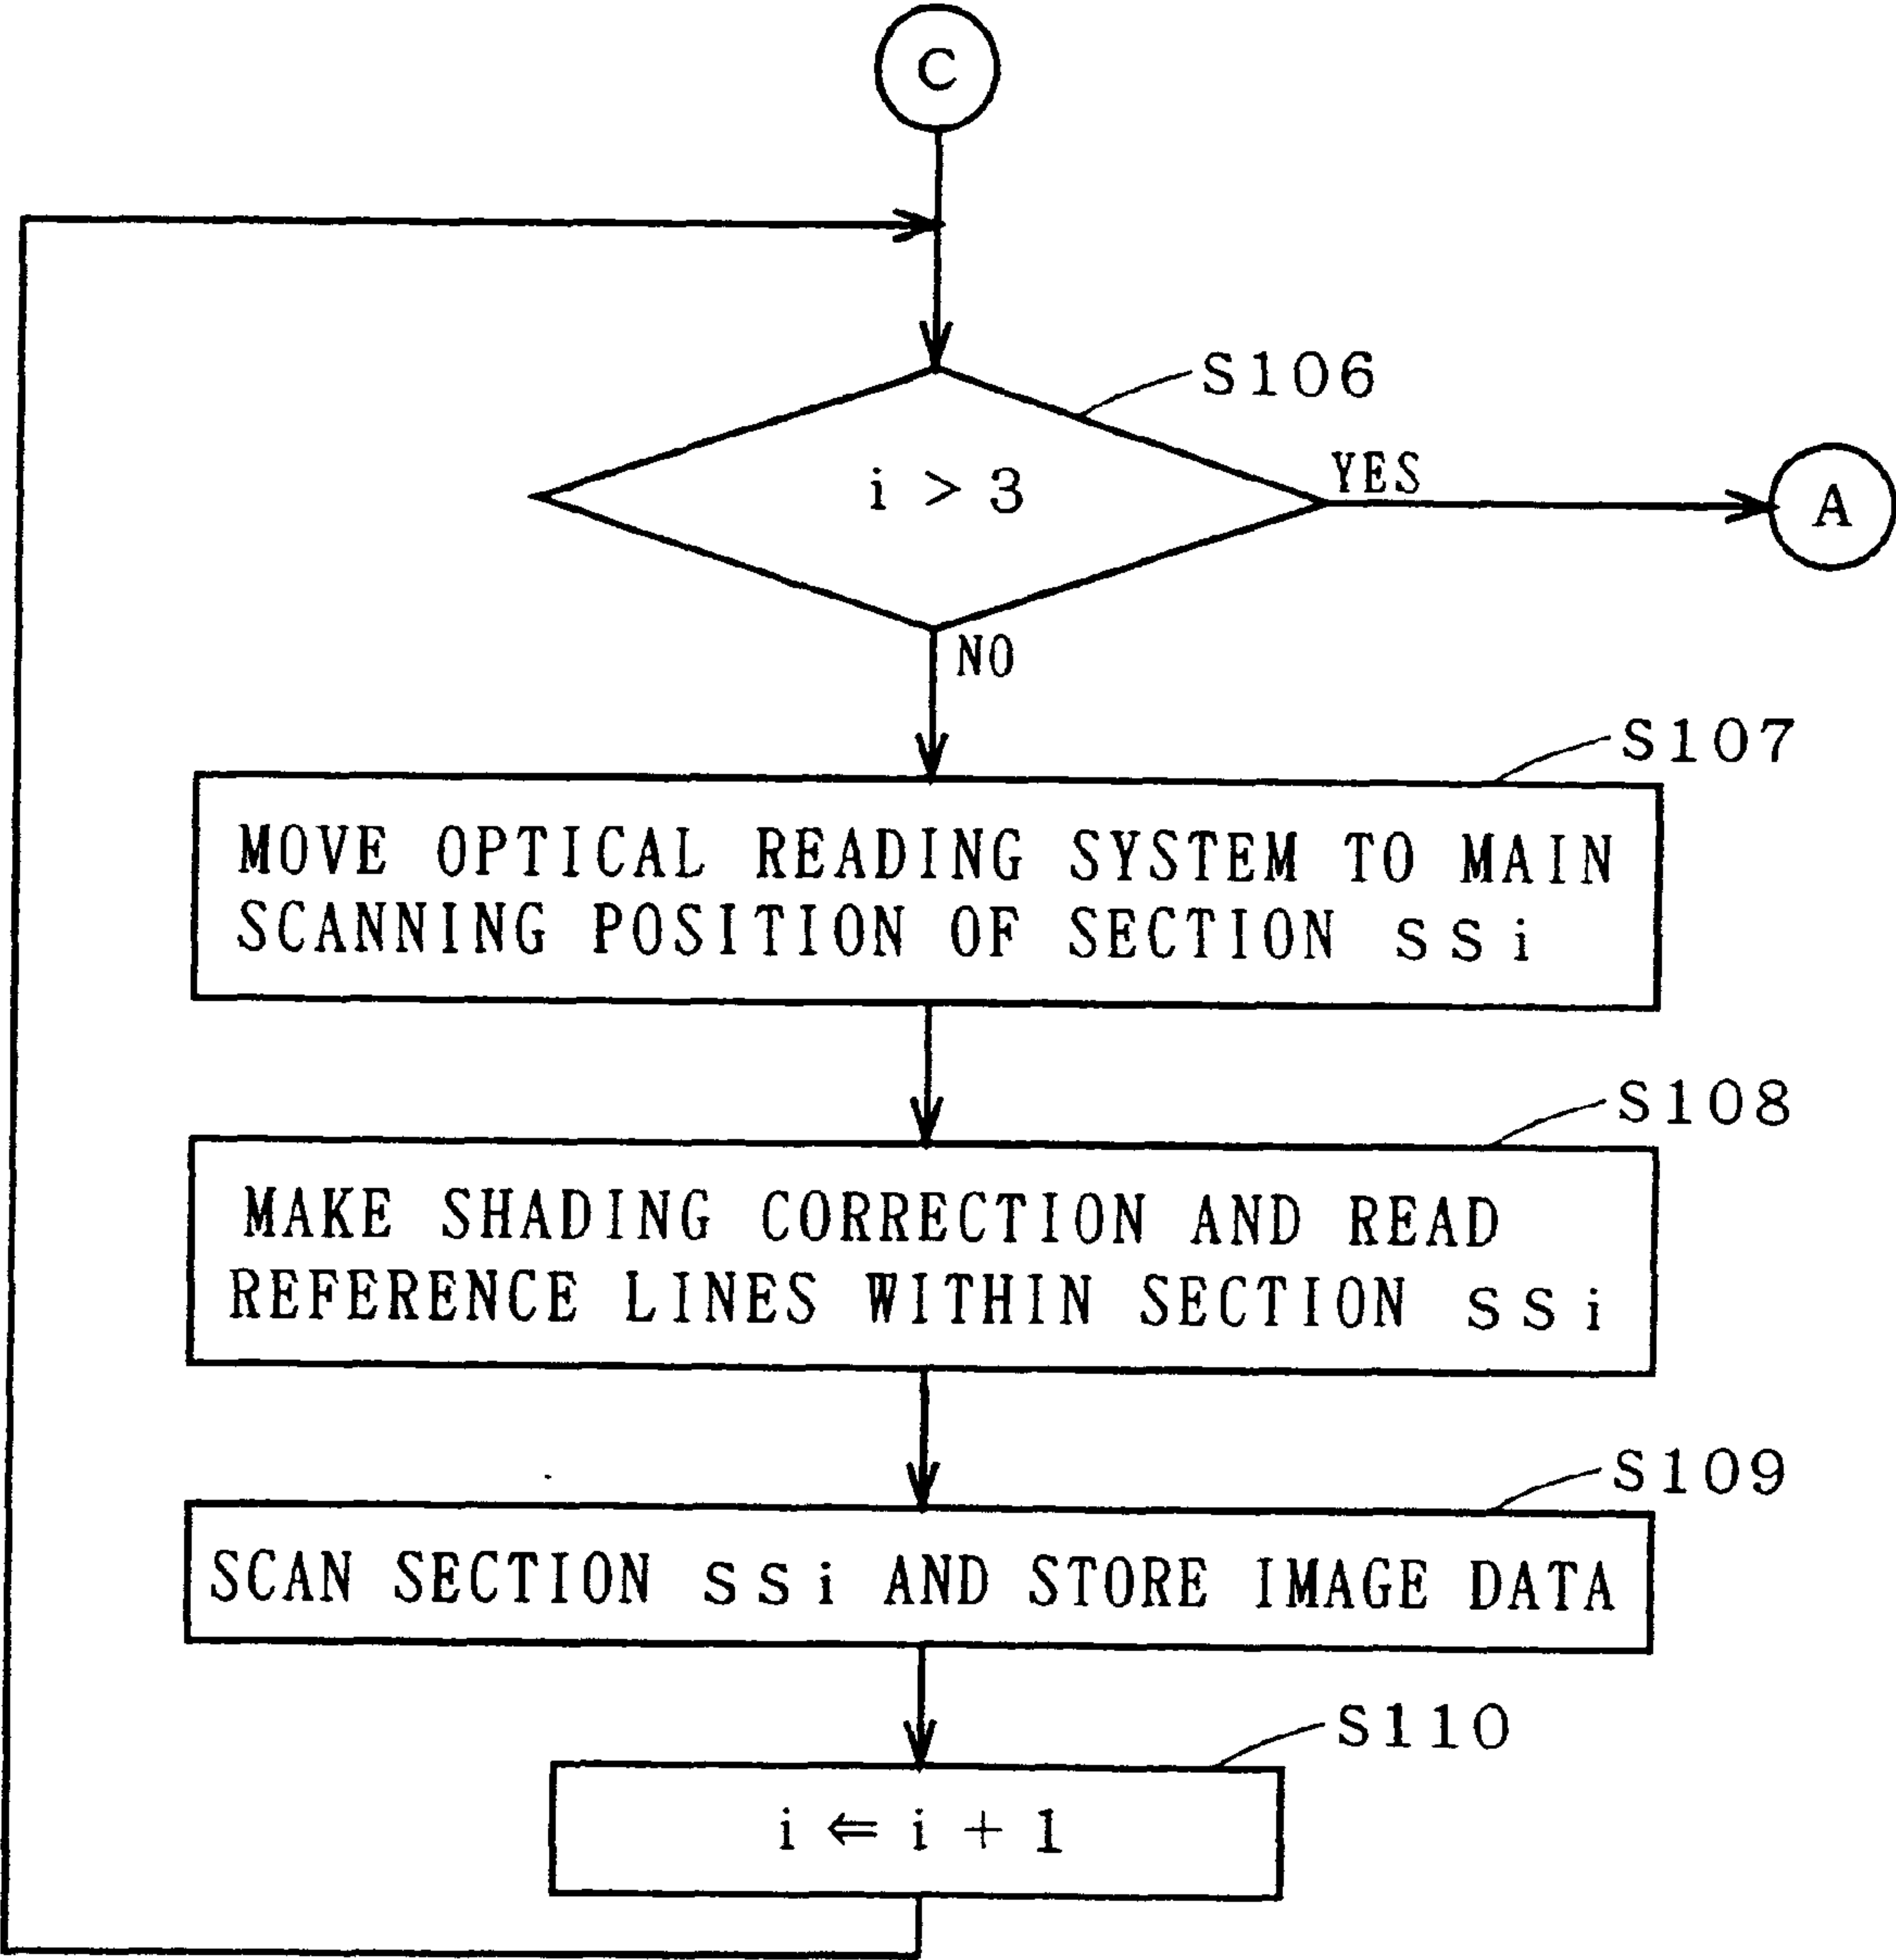 C
S106
i > 3
YES
A
NO
S107
MOVE OPTICAL READING SYSTEM TO MAIN
SCANNING POSITION OF SECTION SSi
S108
MAKE SHADING CORRECTION AND READ
REFERENCE LINES WITHIN SECTION SSi
S109
SCAN SECTION SSi AND STORE IMAGE DATA
S110
i ⇐ i + 1